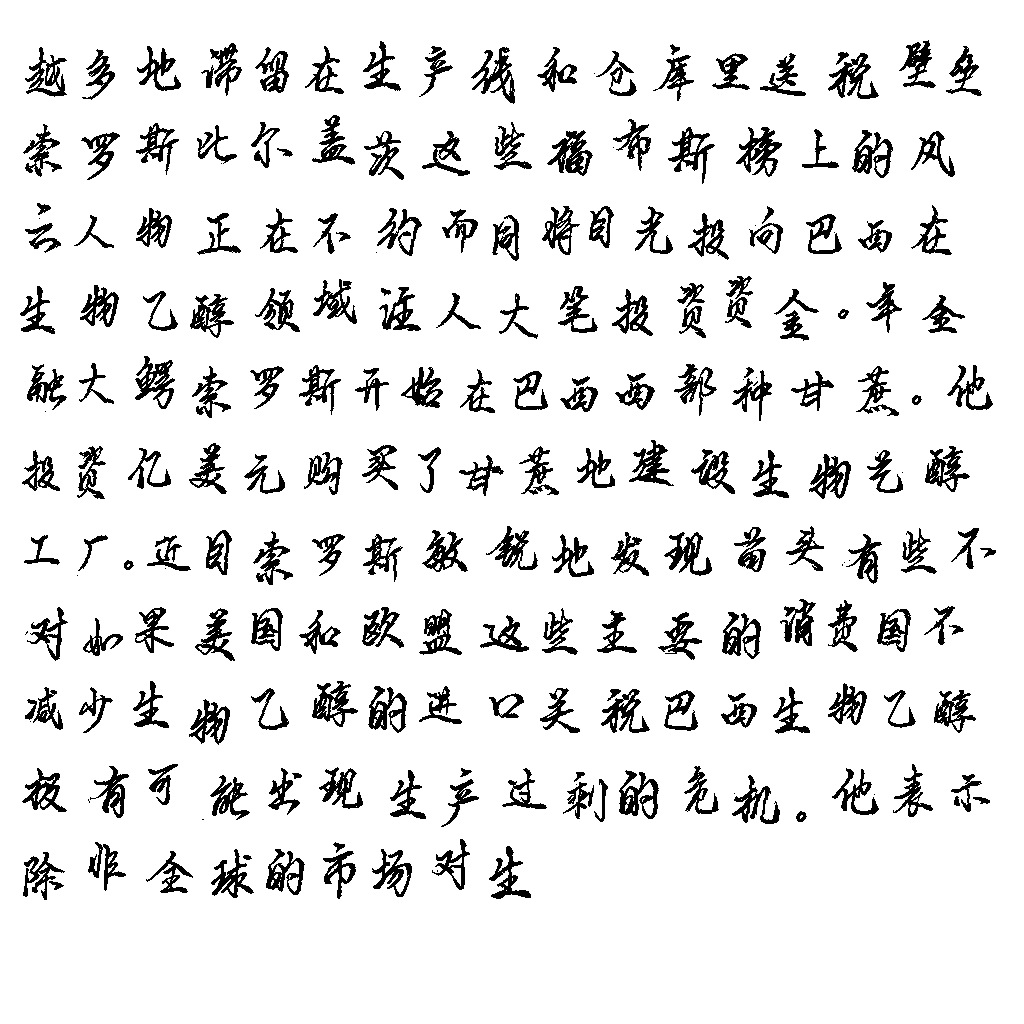 越多地滞留在生产线和仓库里送税壁垒
索罗斯比尔盖茨这些福布斯榜上的风
云人物正在不约而同将目光投向巴西在
生物乙醇领域注人大笔投资资金。年金
融大鳄索罗斯开始在巴西西部种甘蔗。他
投资亿美元购买了甘蔗地建设生物乙醇
工厂。近日索罗斯敏锐地发现苗头有些不
对如果美国和欧盟这些主要的消费国不
减少生物乙醇的进口关税巴西生物乙醇
极有可能出现生产过剩的危机。他表示
除非全球的市场对生